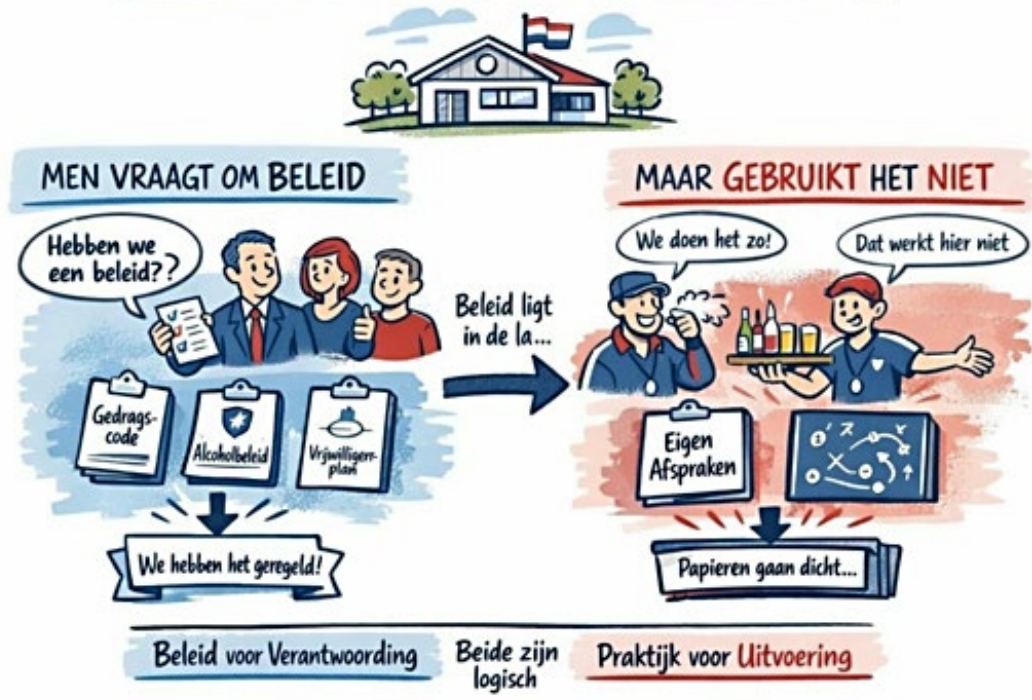 MEN VRAAGT OM BELEID
Hebben we
een beleid??
Gedrags-
code
Alcoholbeleid
Vrijwilligerr-
plan
We hebben het geregeld!
Beleid ligt
in de la...
MAAR GEBRUIKT HET NIET
We doen het zo!
Dat werkt hier niet
Eigen
Afspraken
Papieren gaan dicht...
Beleid voor Verantwoording
Beide zijn
logisch
Praktijk voor Uitvoering